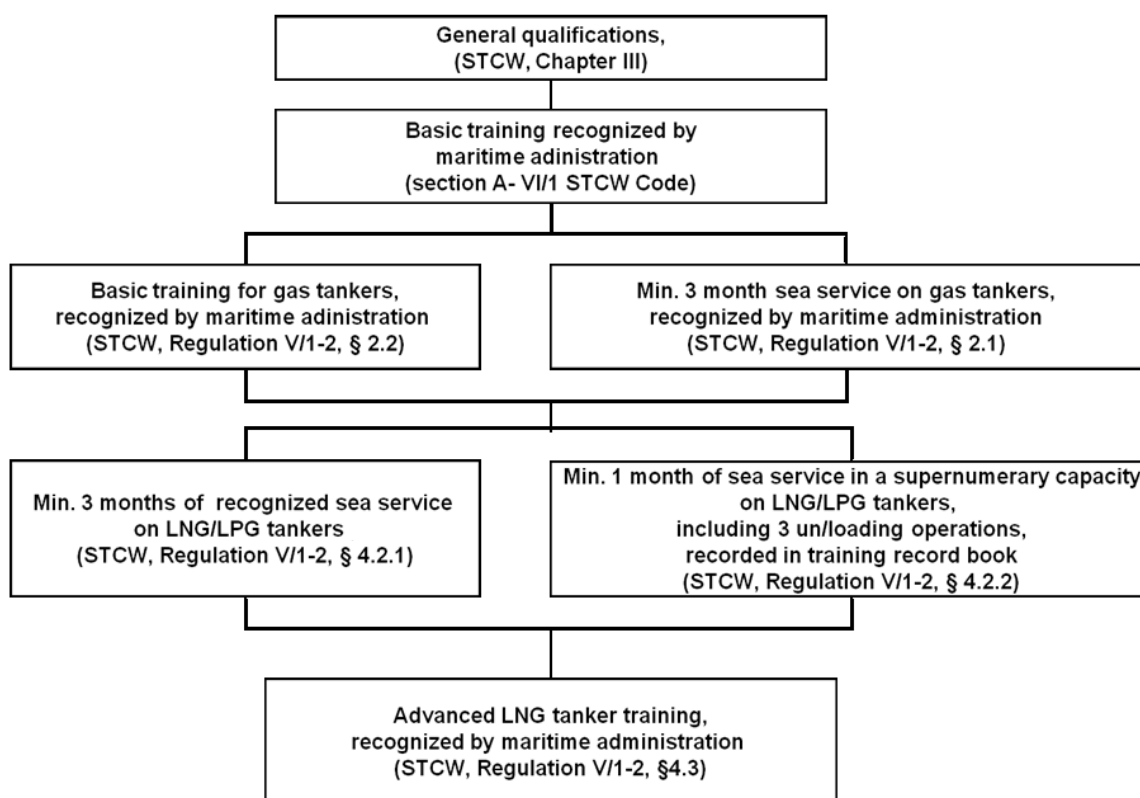 General qualifications,
(STCW, Chapter III)
Basic training recognized by
maritime adinistration
(section A- VI/1 STCW Code)
Basic training for gas tankers,
recognized by maritime adinistration
(STCW, Regulation V/1-2, § 2.2)
Min. 3 month sea service on gas tankers,
recognized by maritime administration
(STCW, Regulation V/1-2, § 2.1)
Min. 3 months of recognized sea service
on LNG/LPG tankers
(STCW, Regulation V/1-2, § 4.2.1)
Min. 1 month of sea service in a supernumerary capacity
on LNG/LPG tankers,
including 3 un/loading operations,
recorded in training record book
(STCW, Regulation V/1-2, § 4.2.2)
Advanced LNG tanker training,
recognized by maritime administration
(STCW, Regulation V/1-2, §4.3)